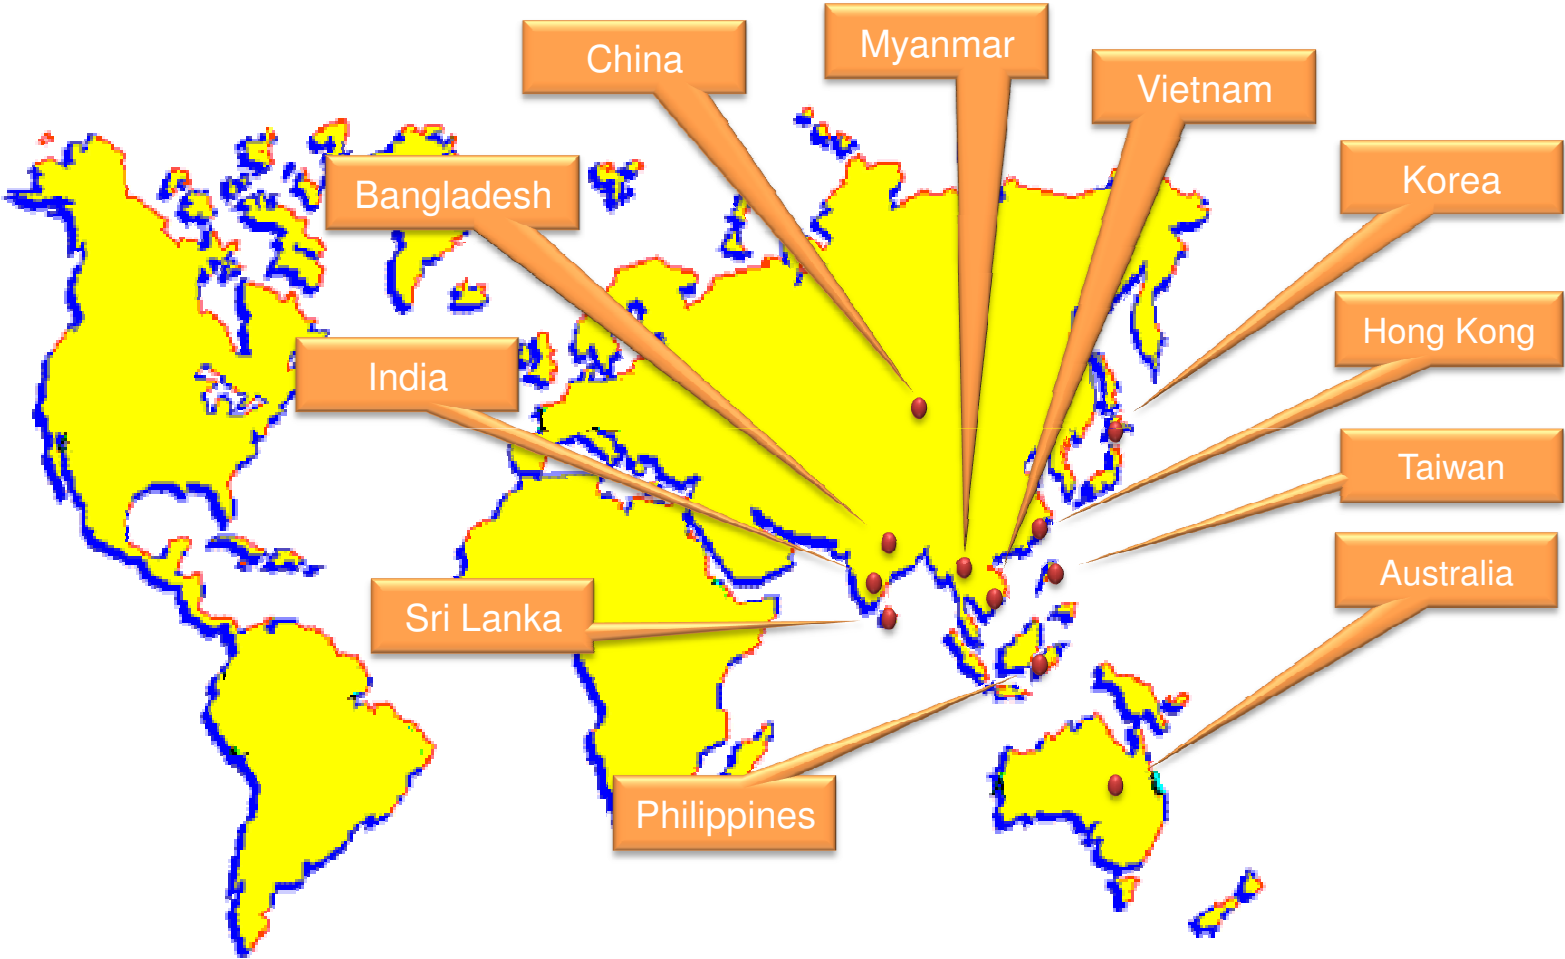 China
Myanmar
Vietnam
Bangladesh
Korea
Hong Kong
India
Taiwan
Australia
Sri Lanka
Philippines